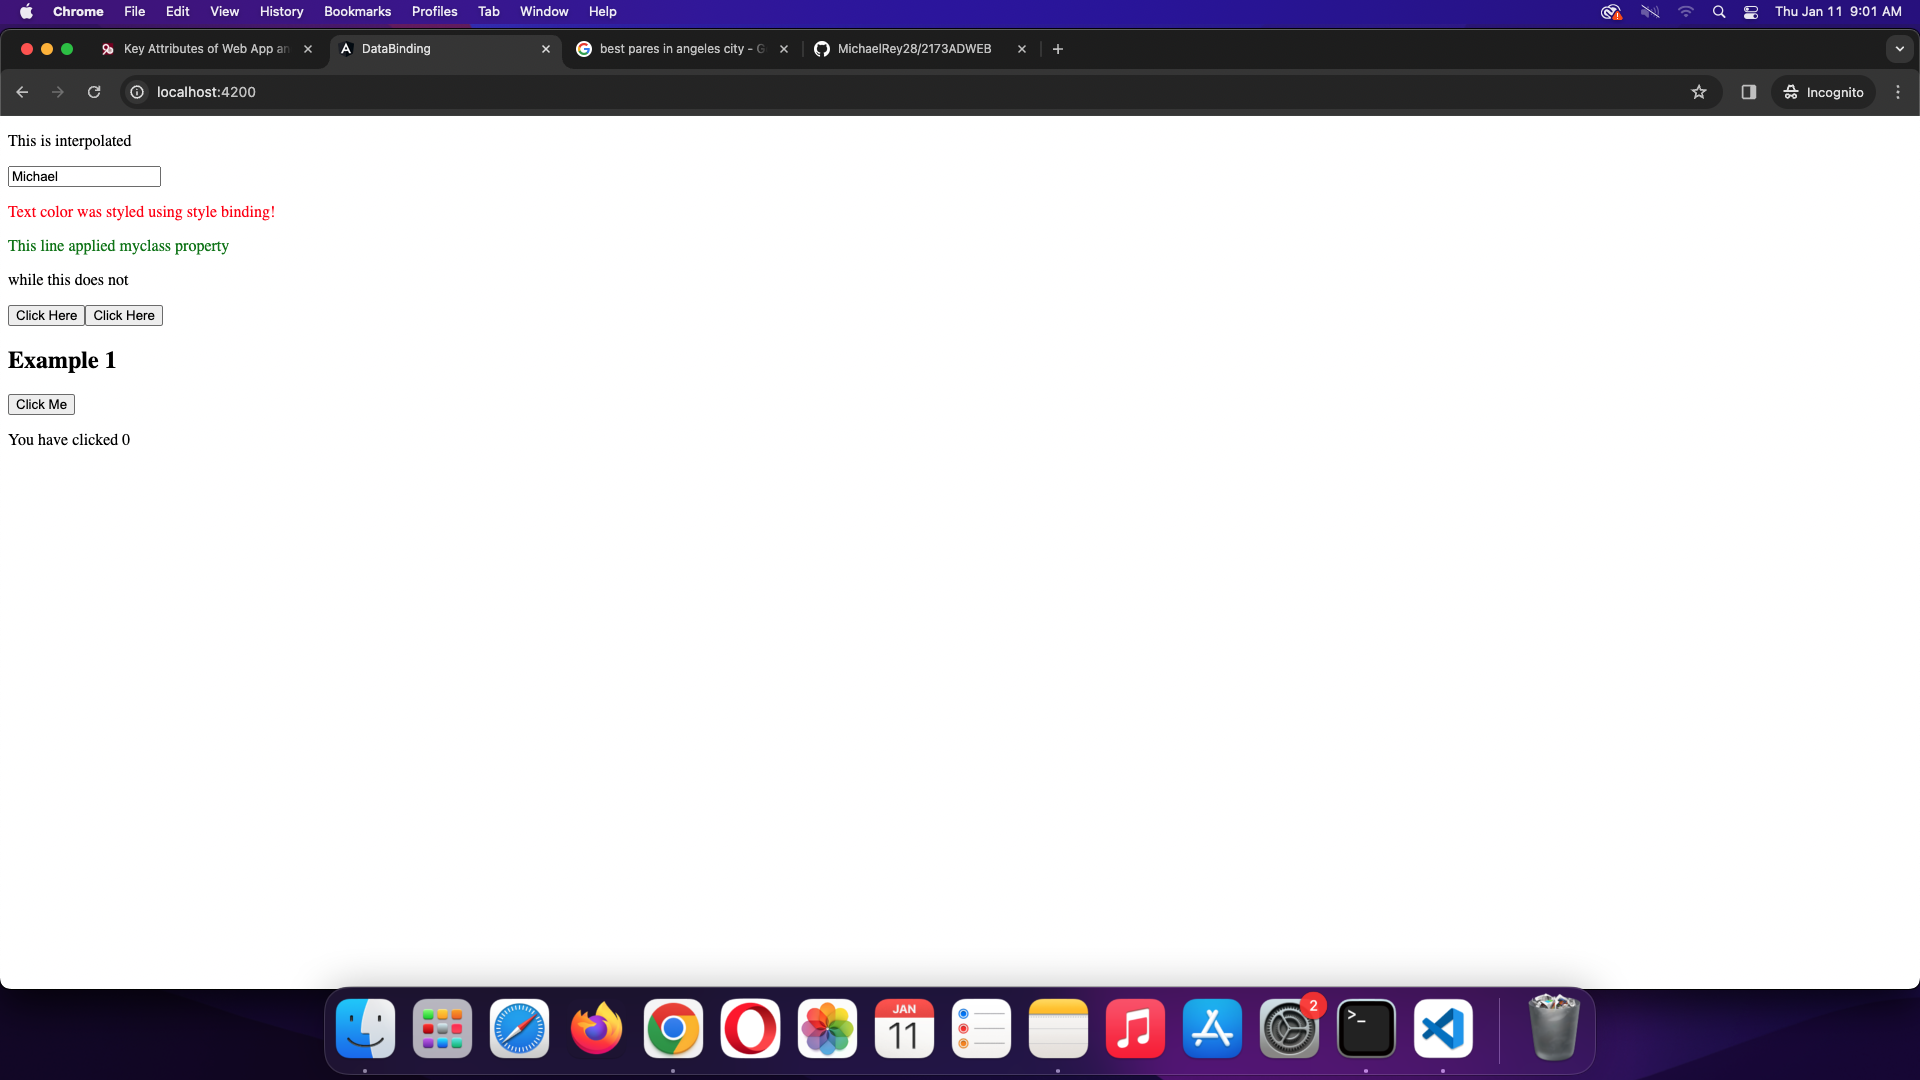 Chrome File Edit View History Bookmarks Profiles Tab Window Help Thu Jan 11 9:01 AM
Key Attributes of Web App an DataBinding best pares in angeles city - G MichaelRey28/2173ADWEB
localhost:4200 Incognito
This is interpolated
Michael
Text color was styled using style binding!
This line applied myclass property
while this does not
Click Here Click Here
Example 1
Click Me
You have clicked 0
JAN 2
11 >_